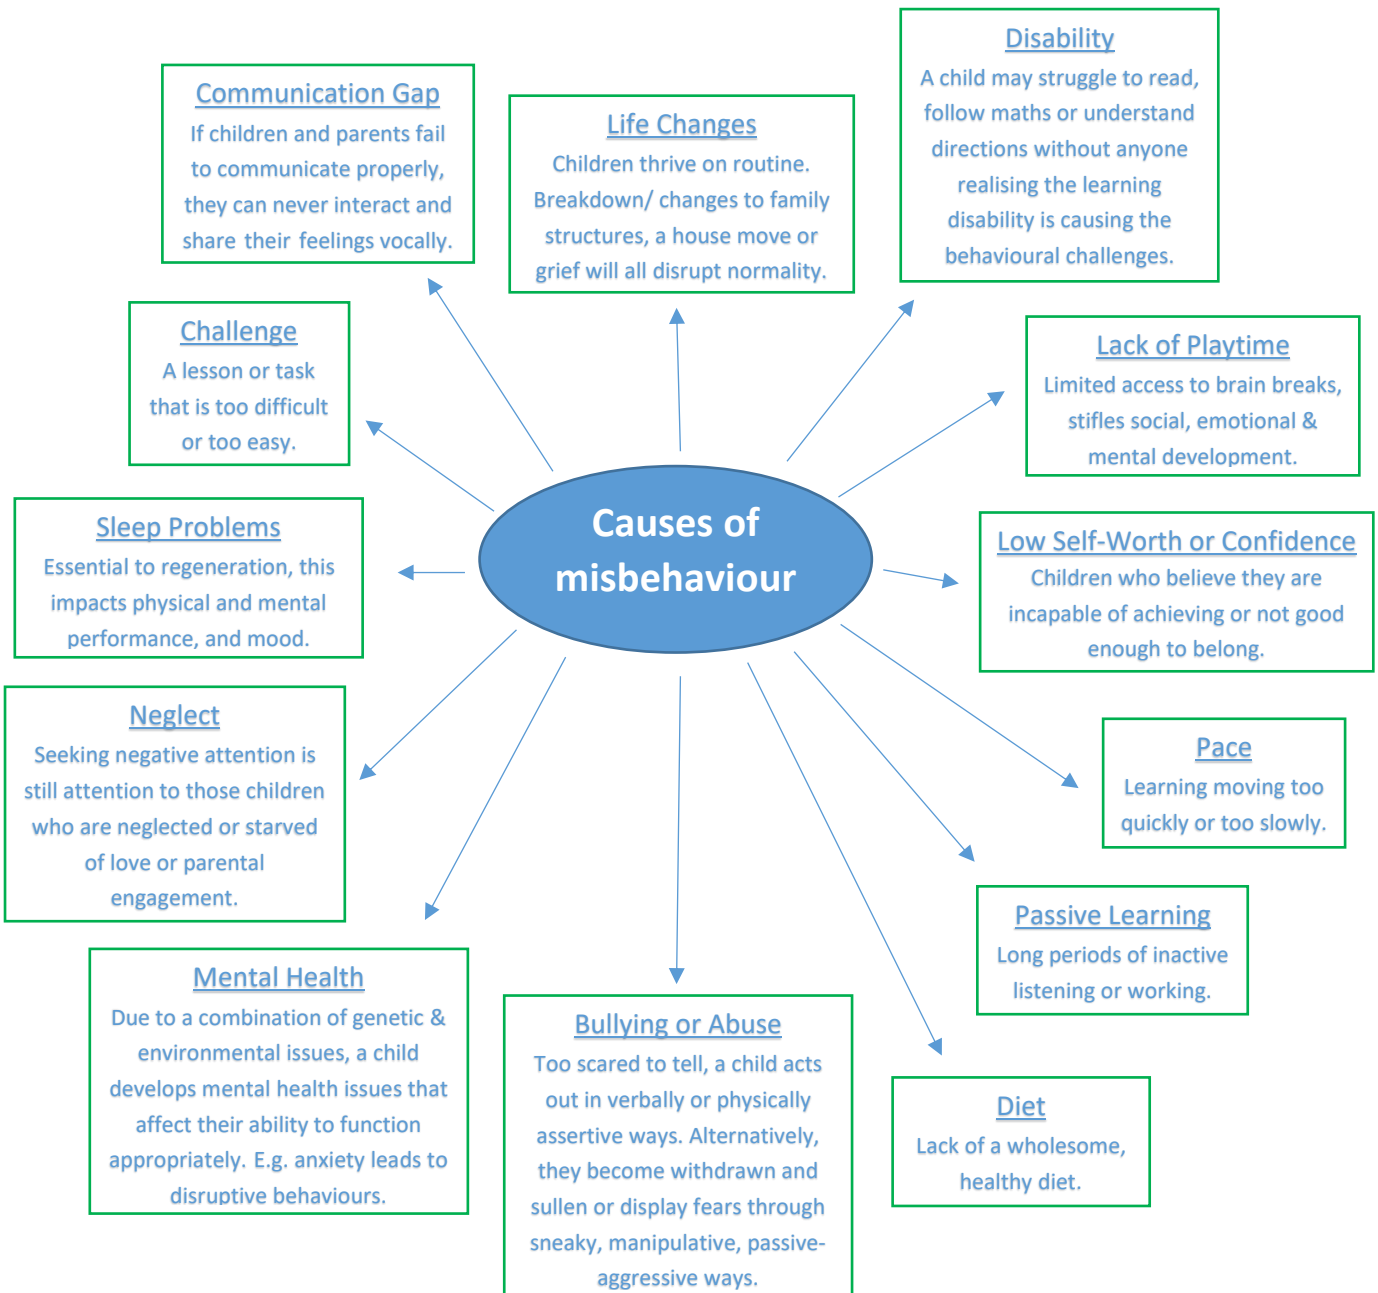 Disability
A child may struggle to read,
follow maths or understand
directions without anyone
realising the learning
disability is causing the
behavioural challenges.
Communication Gap
If children and parents fail
to communicate properly,
they can never interact and
share their feelings vocally.
Life Changes
Children thrive on routine.
Breakdown/ changes to family
structures, a house move or
grief will all disrupt normality.
Challenge
A lesson or task
that is too difficult
or too easy.
Lack of Playtime
Limited access to brain breaks,
stifles social, emotional &
mental development.
Causes of
misbehaviour
Sleep Problems
Essential to regeneration, this
impacts physical and mental
performance, and mood.
Low Self-Worth or Confidence
Children who believe they are
incapable of achieving or not good
enough to belong.
Neglect
Seeking negative attention is
still attention to those children
who are neglected or starved
of love or parental
engagement.
Pace
Learning moving too
quickly or too slowly.
Passive Learning
Long periods of inactive
listening or working.
Mental Health
Due to a combination of genetic &
environmental issues, a child
develops mental health issues that
affect their ability to function
appropriately. E.g. anxiety leads to
disruptive behaviours.
Bullying or Abuse
Too scared to tell, a child acts
out in verbally or physically
assertive ways. Alternatively,
they become withdrawn and
sullen or display fears through
sneaky, manipulative, passive-
aggressive ways.
Diet
Lack of a wholesome,
healthy diet.